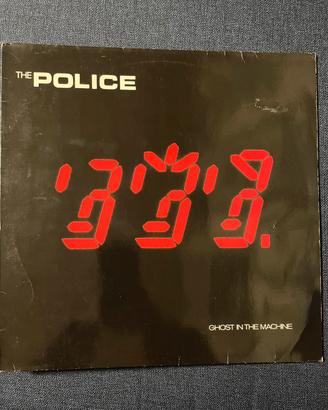 THE POLICE
GHOST IN THE MACHINE